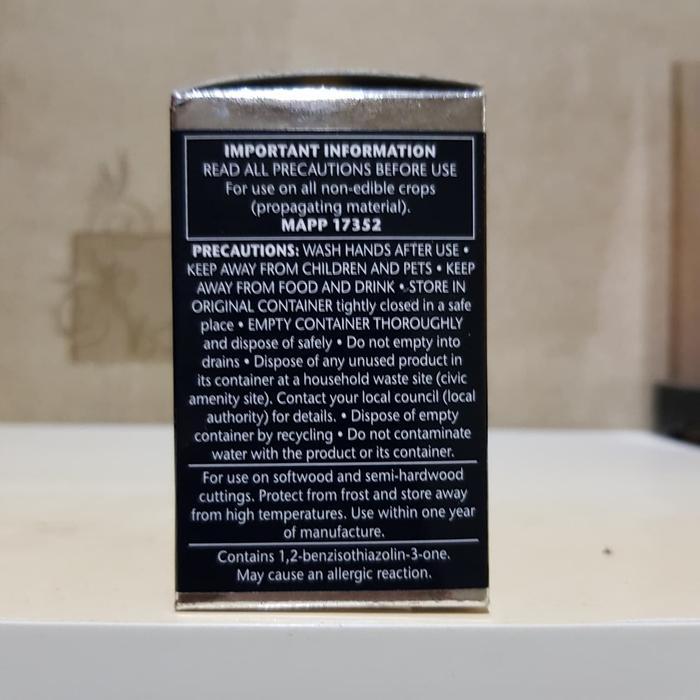 IMPORTANT INFORMATION
READ ALL PRECAUTIONS BEFORE USE
For use on all non-edible crops
(propagating material).
MAPP 17352
PRECAUTIONS: WASH HANDS AFTER USE •
KEEP AWAY FROM CHILDREN AND PETS • KEEP
AWAY FROM FOOD AND DRINK • STORE IN
ORIGINAL CONTAINER tightly closed in a safe
place • EMPTY CONTAINER THOROUGHLY
and dispose of safely • Do not empty into
drains • Dispose of any unused product in
its container at a household waste site (civic
amenity site). Contact your local council (local
authority) for details. • Dispose of empty
container by recycling • Do not contaminate
water with the product or its container.
For use on softwood and semi-hardwood
cuttings. Protect from frost and store away
from high temperatures. Use within one year
of manufacture.
Contains 1,2-benzisothiazolin-3-one.
May cause an allergic reaction.